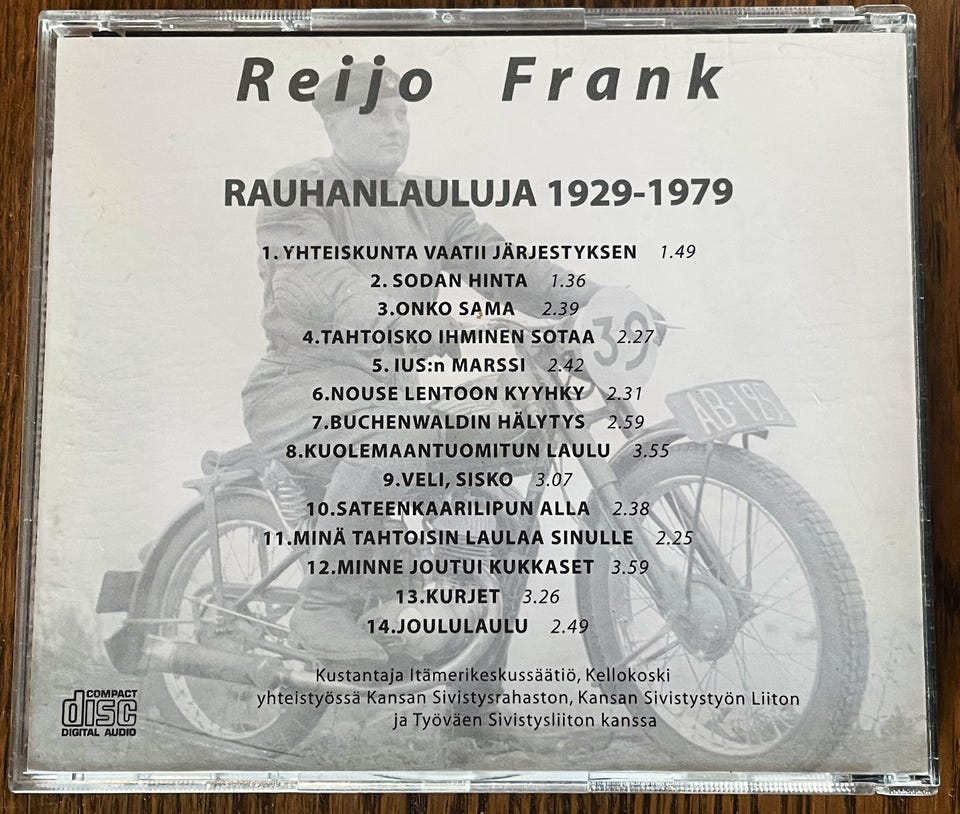 Reijo Frank
RAUHANLAULUJA 1929-1979
1. YHTEISKUNTA VAATII JÄRJESTYKSEN 1.49
2. SODAN HINTA 1.36
3.ONKO SAMA 2.39
4.TAHTOISKO IHMINEN SOTAA 2.27
5. IUS:n MARSSI 2.42
6.NOUSE LENTOON KYYHKY 2.31
7.BUCHENWALDIN HÄLYTYS 2.59
8.KUOLEMAANTUOMITUN LAULU 3.55
9.VELI, SISKO 3.07
10.SATEENKAARILIPUN ALLA 2.38
11.MINÄ TAHTOISIN LAULAA SINULLE 2.25
12.MINNE JOUTUI KUKKASET 3.59
13.KURJET 3.26
14.JOULULAULU 2.49
Kustantaja Itämerikeskussäätiö, Kellokoski
yhteistyössä Kansan Sivistysrahaston, Kansan Sivistystyön Liiton
ja Työväen Sivistysliiton kanssa
COMPACT
disc
DIGITAL AUDIO
39